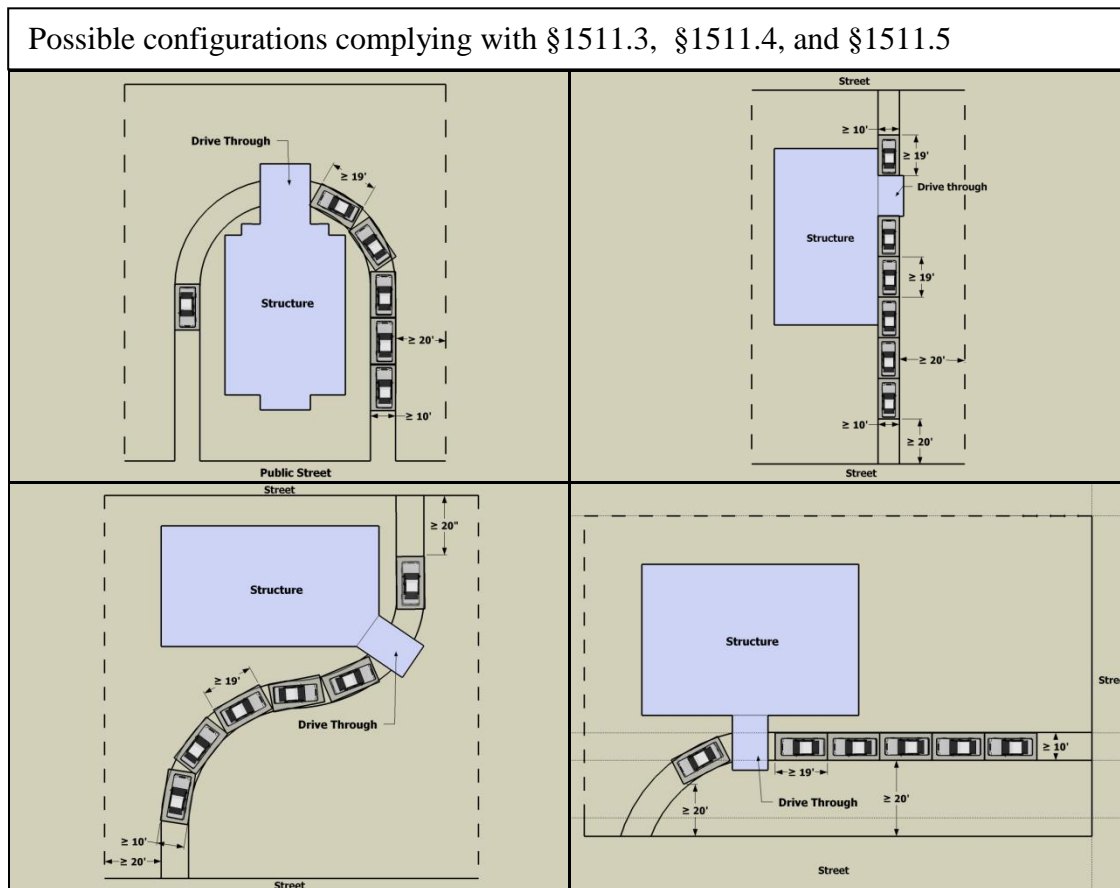 Possible configurations complying with §1511.3, §1511.4, and §1511.5
Drive Through
≥ 19'
Structure
≥ 20'
≥ 10'
Public Street
Street
≥ 10'
≥ 19'
Drive through
Structure
≥ 19'
≥ 20'
≥ 10'
≥ 20'
Street
Street
≥ 20"
Structure
≥ 19'
Drive Through
≥ 10'
≥ 20'
Street
Structure
Stree
≥ 10'
≥ 19'
Drive Through
≥ 20'
≥ 20'
Street